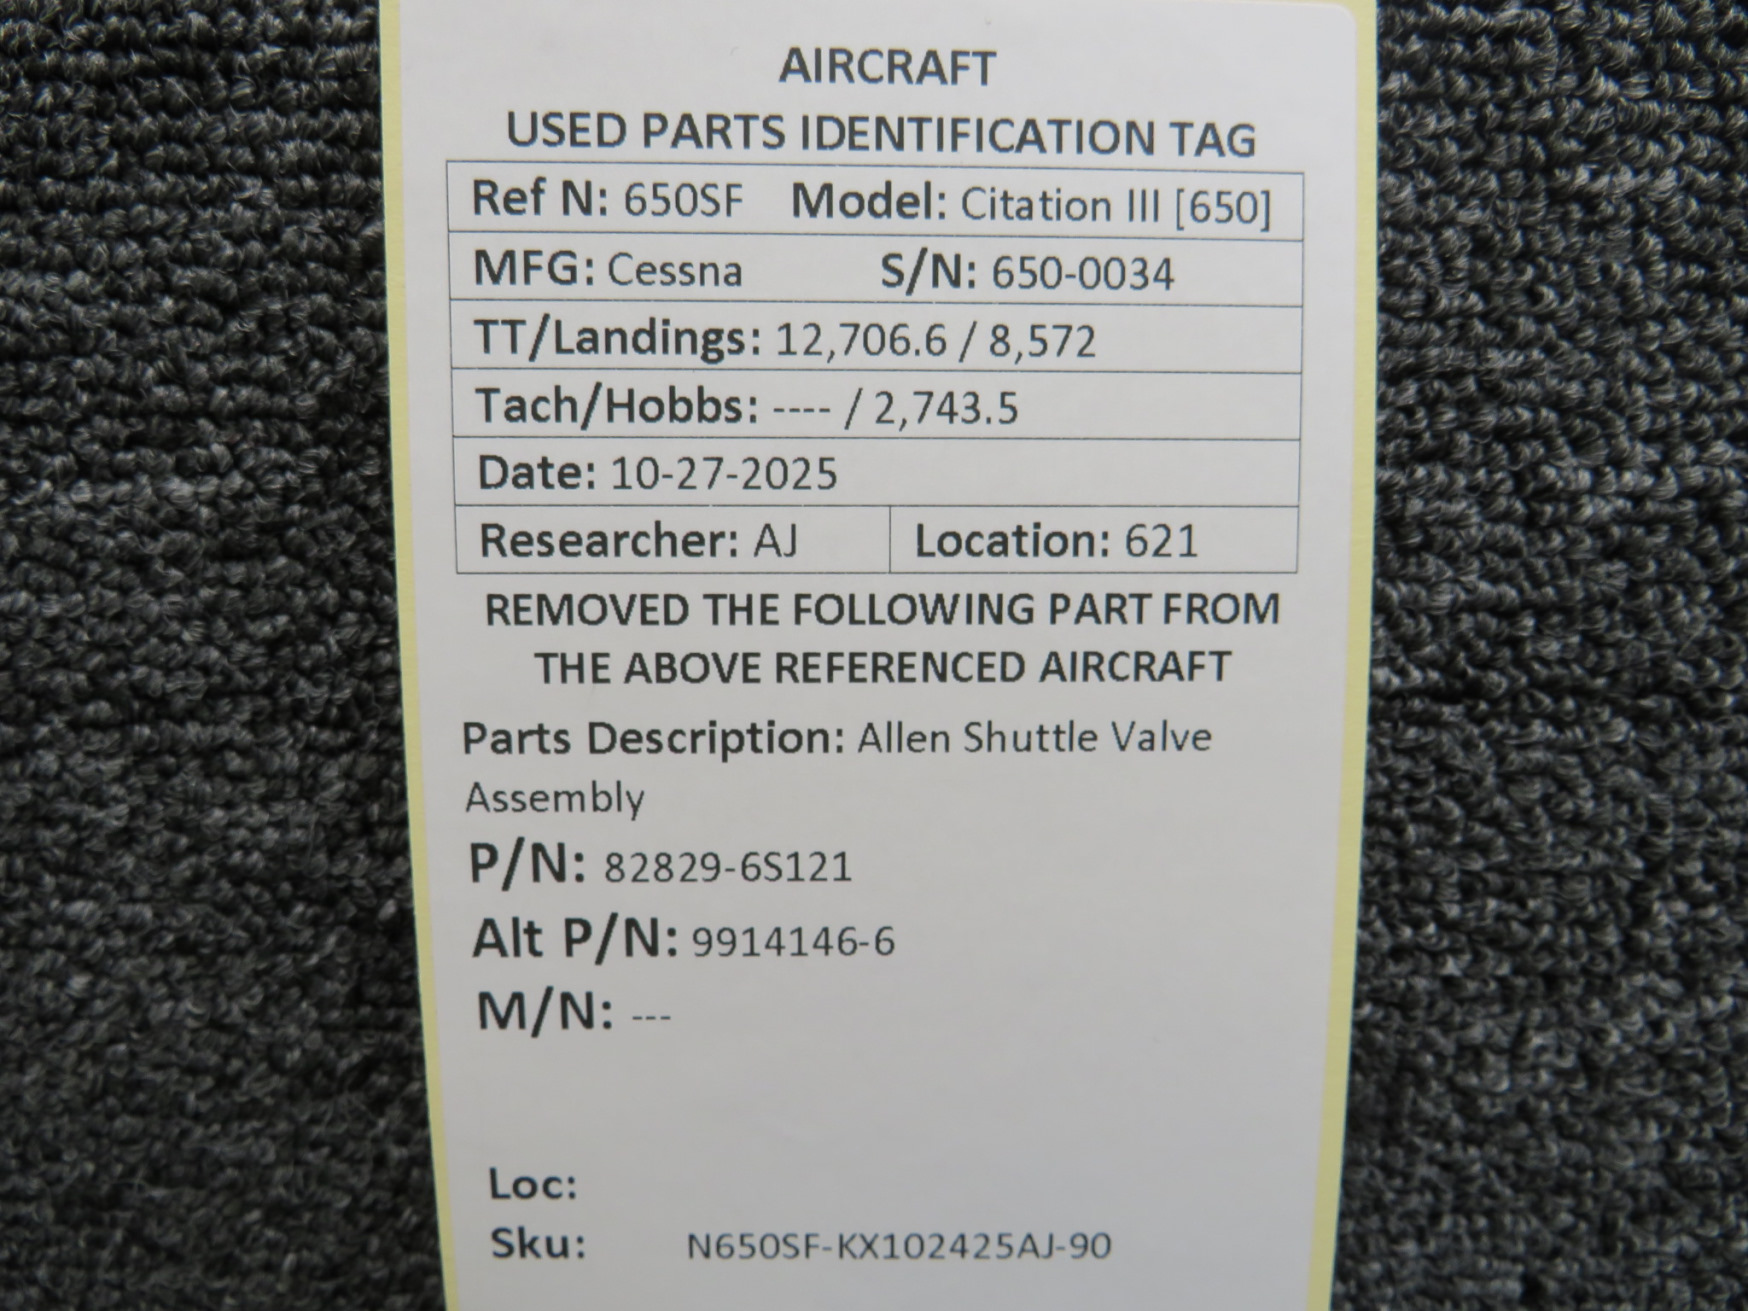 AIRCRAFT
USED PARTS IDENTIFICATION TAG
Ref N: 650SF Model: Citation III [650]
MFG: Cessna S/N: 650-0034
TT/Landings: 12,706.6 / 8,572
Tach/Hobbs: ---- / 2,743.5
Date: 10-27-2025
Researcher: AJ Location: 621
REMOVED THE FOLLOWING PART FROM
THE ABOVE REFERENCED AIRCRAFT
Parts Description: Allen Shuttle Valve
Assembly
P/N: 82829-6S121
Alt P/N: 9914146-6
M/N: ---
Loc:
Sku: N650SF-KX102425AJ-90